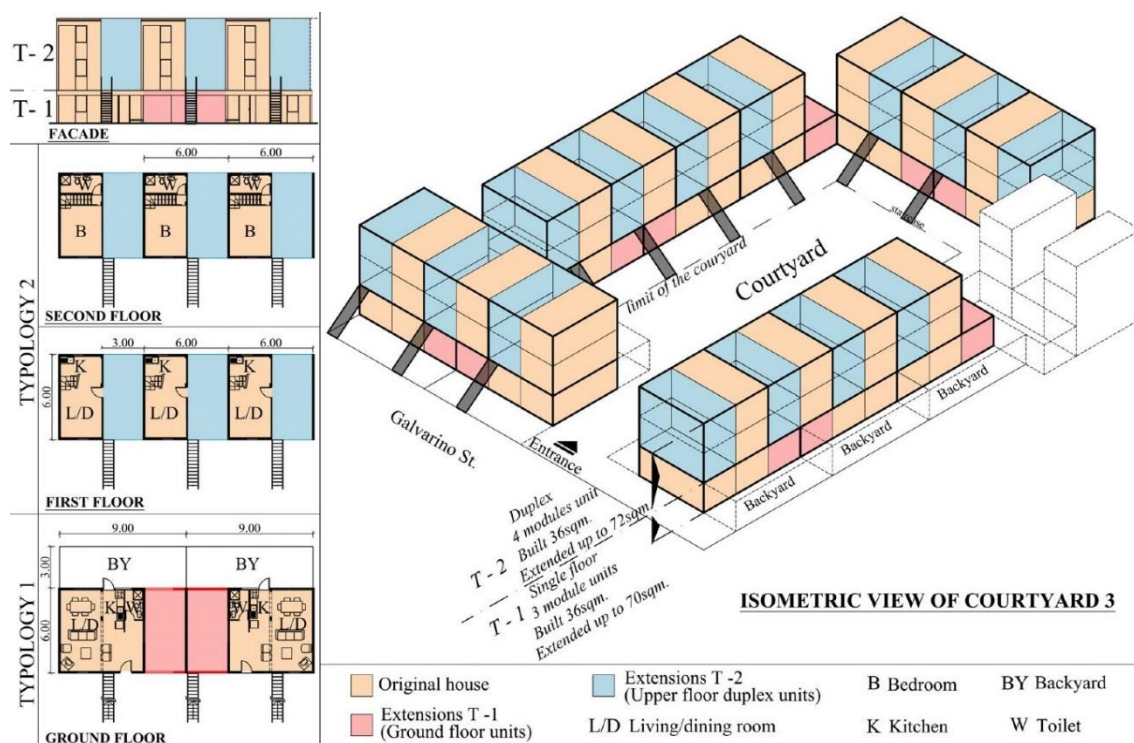 T- 2
T- 1
FACADE
6.00 6.00
W W W
B B B
SECOND FLOOR
TYPOLOGY 2
3.00 6.00 6.00
6.00
K K K
L/D L/D L/D
FIRST FLOOR
9.00 9.00
3.00
BY BY
TYPOLOGY 1
6.00
K W W K
L/D L/D
GROUND FLOOR
staircase
Courtyard
limit of the couryard
Galvarino St.
Entrance
Backyard
Backyard
Backyard
Backyard
Duplex
4 modules unit
Built 36sqm.
T - 2 Extended up to 72sqm.
Single floor
T - 1 3 module units
Built 36sqm.
Extended up to 70sqm.
ISOMETRIC VIEW OF COURTYARD 3
Original house
Extensions T -1
(Ground floor units)
Extensions T -2
(Upper floor duplex units)
L/D Living/dining room
B Bedroom
K Kitchen
BY Backyard
W Toilet